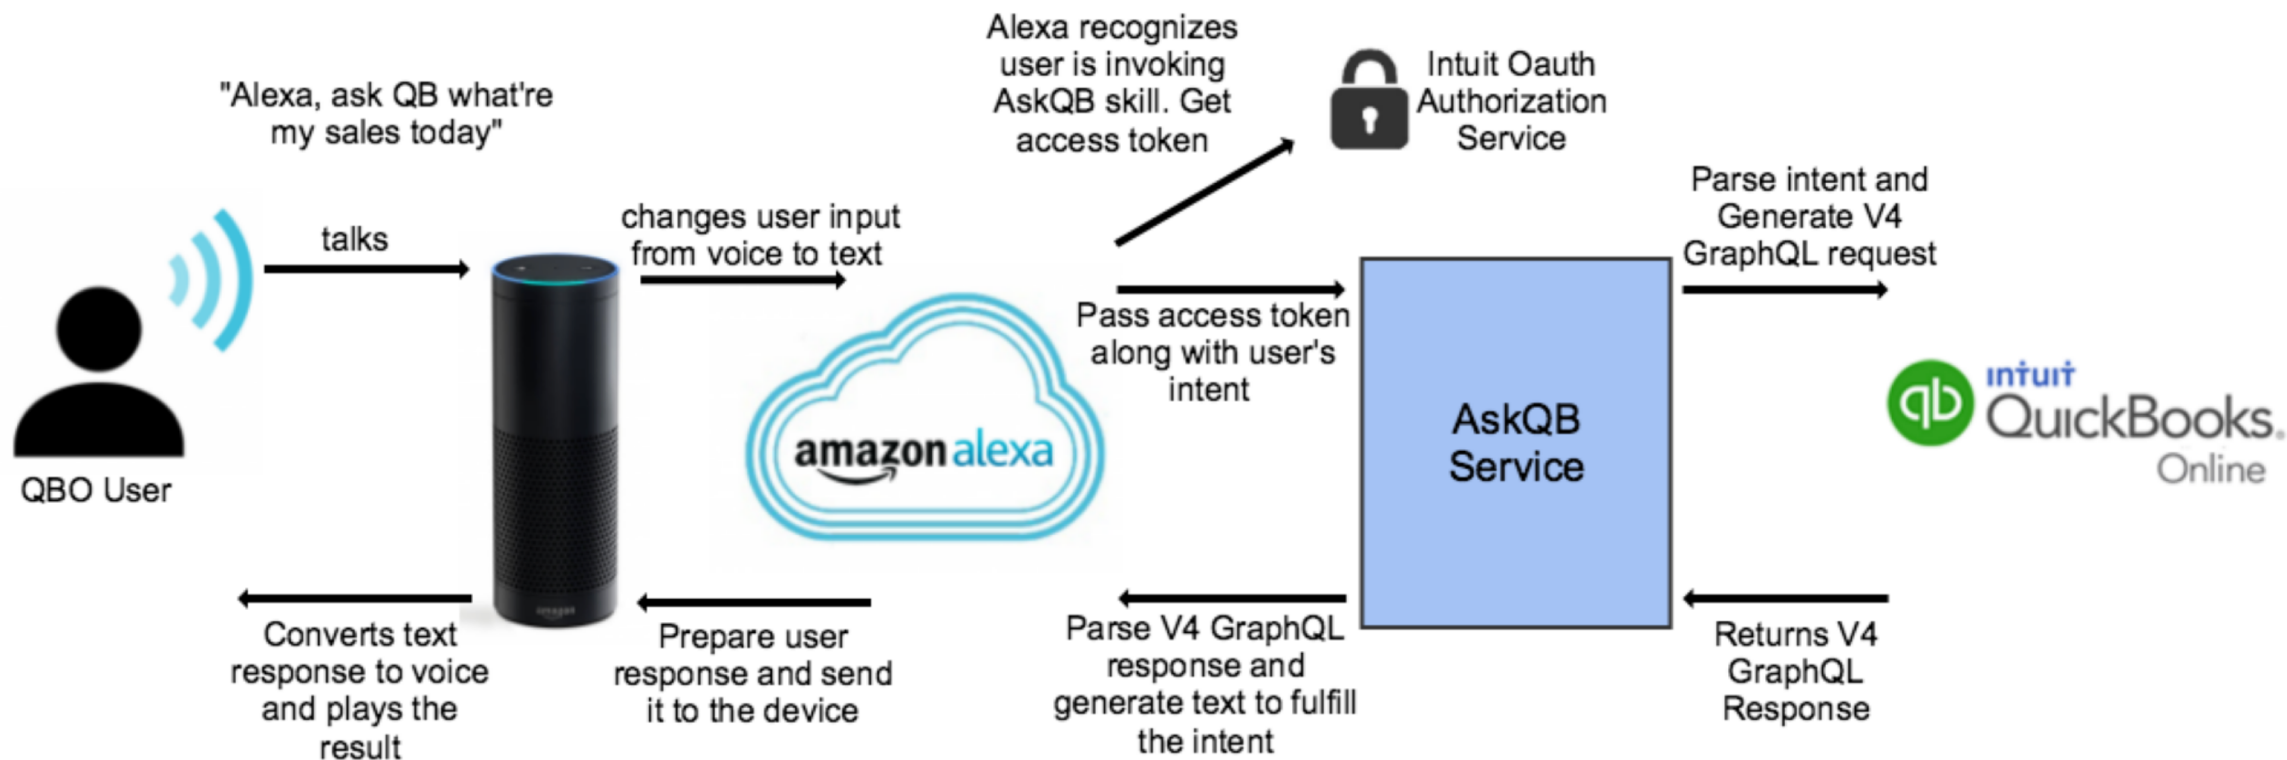 "Alexa, ask QB what're
my sales today"
talks
QBO User
changes user input
from voice to text
amazon alexa
Alexa recognizes
user is invoking
AskQB skill. Get
access token
Intuit Oauth
Authorization
Service
Pass access token
along with user's
intent
AskQB
Service
Parse intent and
Generate V4
GraphQL request
qb
intuit
QuickBooks.
Online
Returns V4
GraphQL
Response
Parse V4 GraphQL
response and
generate text to fulfill
the intent
Prepare user
response and send
it to the device
amazon
Converts text
response to voice
and plays the
result